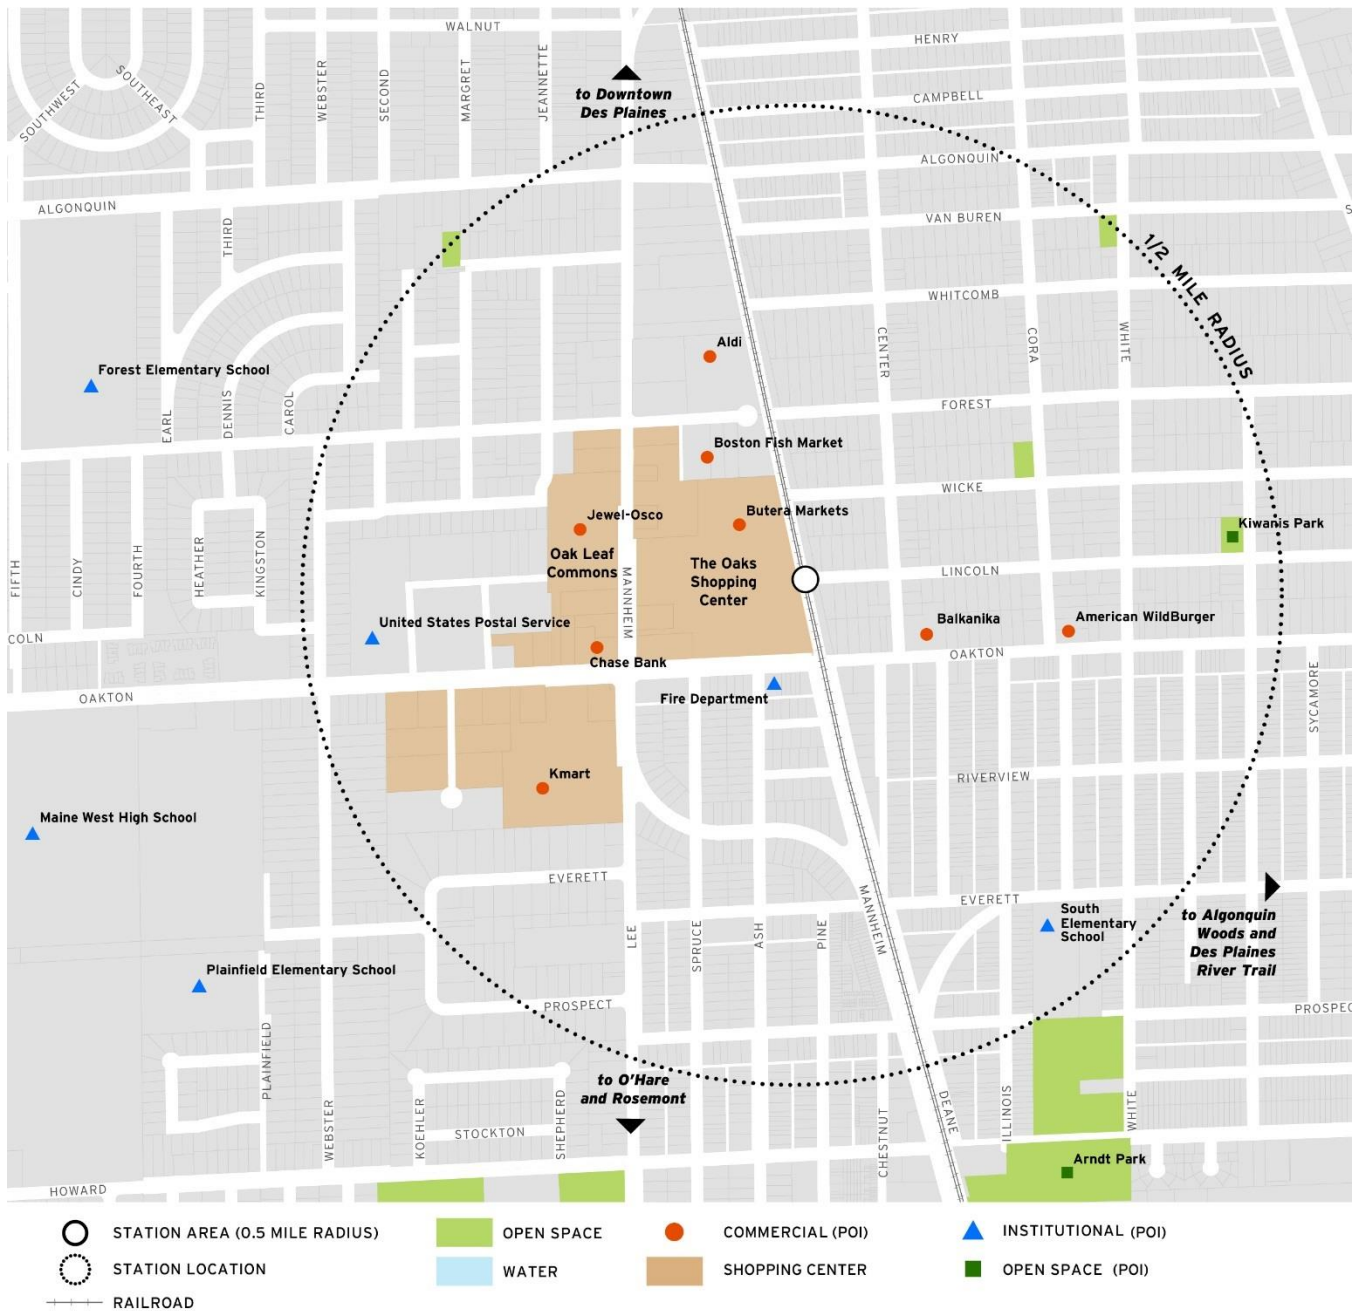 WALNUT
HENRY
to Downtown
Des Plaines
SOUTHWEST
SOUTHEAST
THIRD
WEBSTER
SECOND
MARGRET
JEANNETTE
CAMPBELL
ALGONQUIN
ALGONQUIN
THIRD
VAN BUREN
S
1/2 MILE RADIUS
WHITCOMB
CENTER
CORA
WHITE
Aldi
Forest Elementary School
EARL
DENNIS
CAROL
FOREST
Boston Fish Market
WICKE
Jewel-Osco
Butera Markets
Kiwanis Park
Oak Leaf
Commons
MANNHEIM
The Oaks
Shopping
Center
LINCOLN
FIFTH
CINDY
FOURTH
HEATHER
KINGSTON
United States Postal Service
Balkanika
American WildBurger
COLN
Chase Bank
OAKTON
OAKTON
Fire Department
SYCAMORE
Kmart
RIVERVIEW
Maine West High School
EVERETT
EVERETT
MANNHEIM
South
Elementary
School
to Algonquin
Woods and
Des Plaines
River Trail
LEE
SPRUCE
ASH
PINE
Plainfield Elementary School
PROSPECT
PROSPEC
PLAINFIELD
to O'Hare
and Rosemont
WEBSTER
KOEHLER
STOCKTON
SHEPHERD
CHESTNUT
DEANE
ILLINOIS
WHITE
Arndt Park
HOWARD
STATION AREA (0.5 MILE RADIUS)
OPEN SPACE
COMMERCIAL (POI)
INSTITUTIONAL (POI)
STATION LOCATION
WATER
SHOPPING CENTER
OPEN SPACE (POI)
RAILROAD